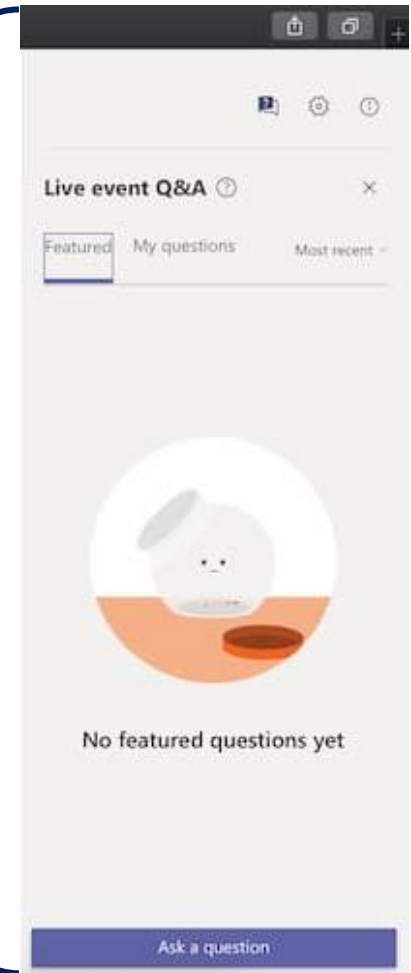 Live event Q&A
Featured My questions Most recent
No featured questions yet
Ask a question